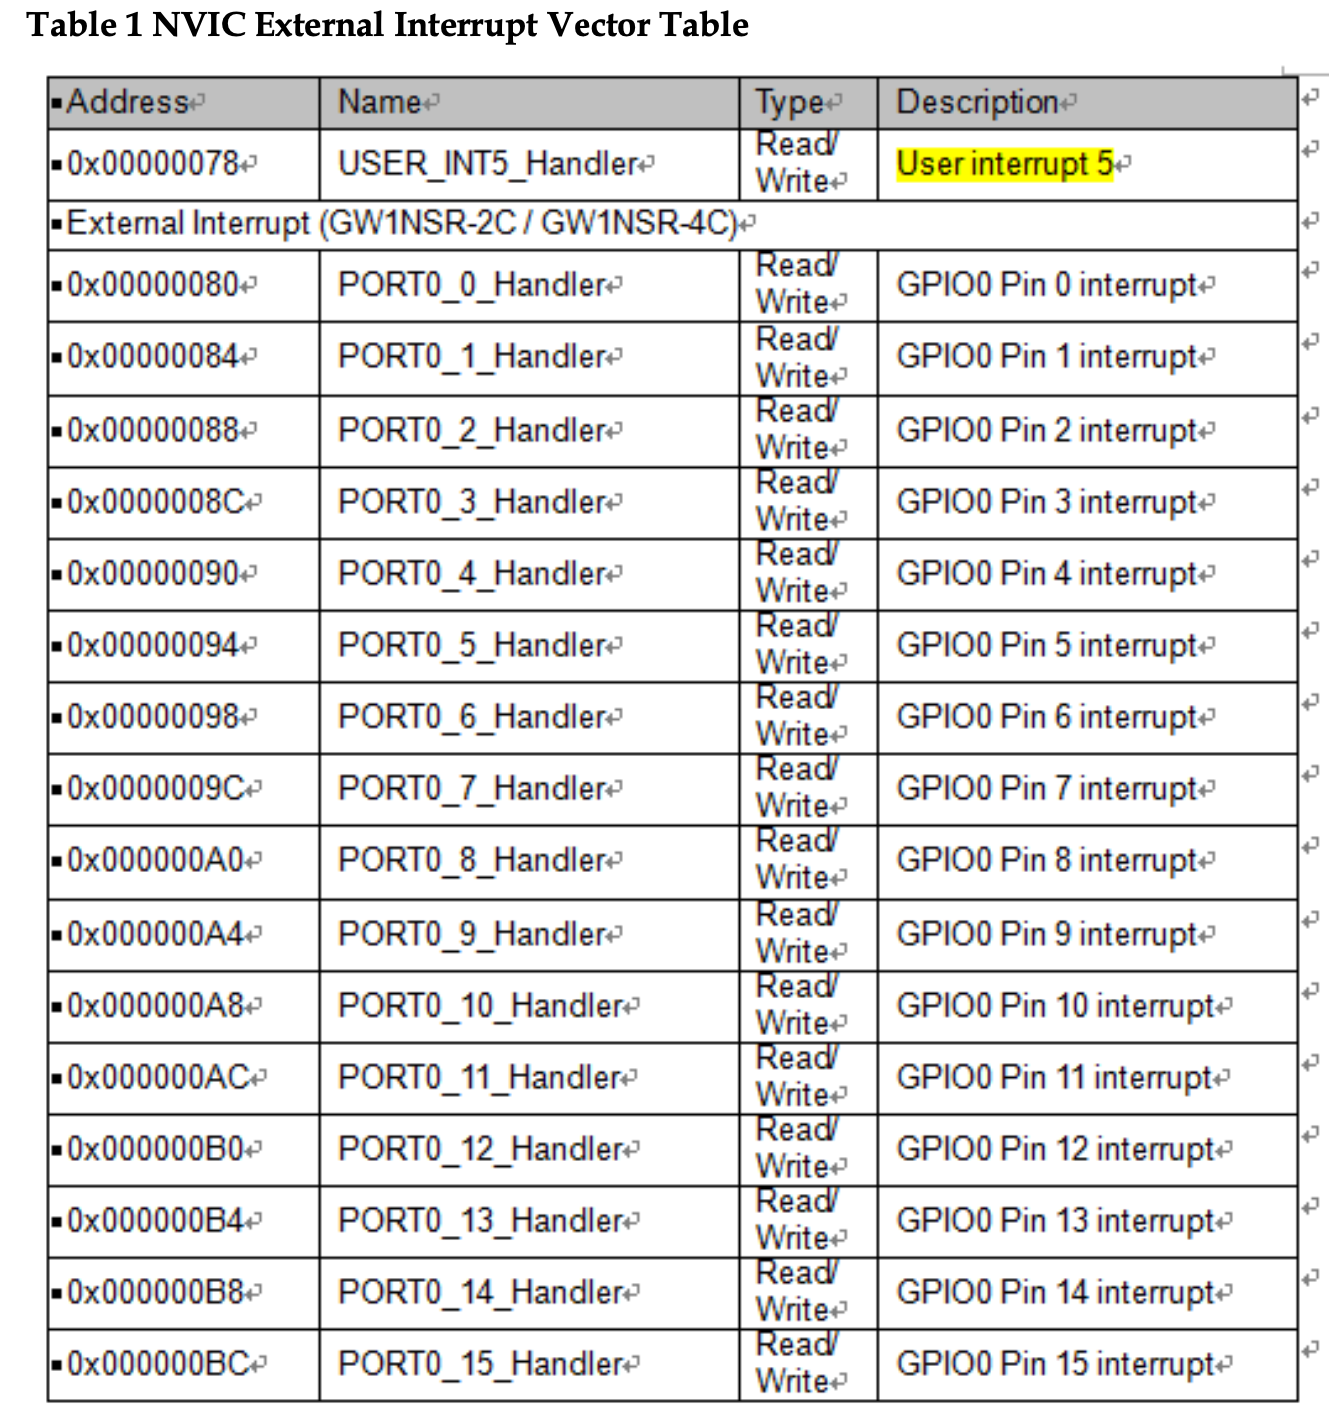 Table 1 NVIC External Interrupt Vector Table
Address Name Type Description
0x00000078 USER_INT5_Handler Read/ Write User interrupt 5
External Interrupt (GW1NSR-2C / GW1NSR-4C)
0x00000080 PORT0_0_Handler Read/ Write GPIO0 Pin 0 interrupt
0x00000084 PORT0_1_Handler Read/ Write GPIO0 Pin 1 interrupt
0x00000088 PORT0_2_Handler Read/ Write GPIO0 Pin 2 interrupt
0x0000008C PORT0_3_Handler Read/ Write GPIO0 Pin 3 interrupt
0x00000090 PORT0_4_Handler Read/ Write GPIO0 Pin 4 interrupt
0x00000094 PORT0_5_Handler Read/ Write GPIO0 Pin 5 interrupt
0x00000098 PORT0_6_Handler Read/ Write GPIO0 Pin 6 interrupt
0x0000009C PORT0_7_Handler Read/ Write GPIO0 Pin 7 interrupt
0x000000A0 PORT0_8_Handler Read/ Write GPIO0 Pin 8 interrupt
0x000000A4 PORT0_9_Handler Read/ Write GPIO0 Pin 9 interrupt
0x000000A8 PORT0_10_Handler Read/ Write GPIO0 Pin 10 interrupt
0x000000AC PORT0_11_Handler Read/ Write GPIO0 Pin 11 interrupt
0x000000B0 PORT0_12_Handler Read/ Write GPIO0 Pin 12 interrupt
0x000000B4 PORT0_13_Handler Read/ Write GPIO0 Pin 13 interrupt
0x000000B8 PORT0_14_Handler Read/ Write GPIO0 Pin 14 interrupt
0x000000BC PORT0_15_Handler Read/ Write GPIO0 Pin 15 interrupt